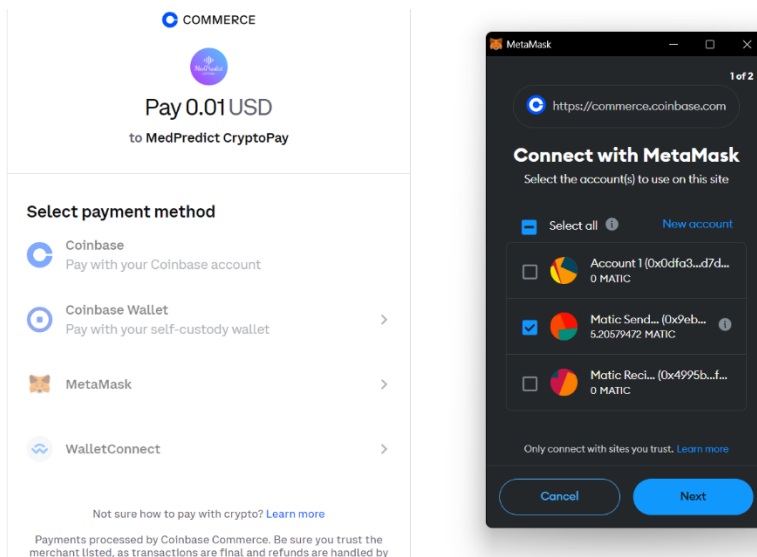 COMMERCE
MedPredict
Pay 0.01 USD
to MedPredict CryptoPay
Select payment method
Coinbase
Pay with your Coinbase account
Coinbase Wallet
Pay with your self-custody wallet
MetaMask
WalletConnect
Not sure how to pay with crypto? Learn more
Payments processed by Coinbase Commerce. Be sure you trust the
merchant listed, as transactions are final and refunds are handled by
MetaMask
1 of 2
https://commerce.coinbase.com
Connect with MetaMask
Select the account(s) to use on this site
Select all
New account
Account 1 (0x0dfa3...d7d...
0 MATIC
Matic Send... (0x9eb...
5.20579472 MATIC
Matic Reci... (0x4995b...f...
0 MATIC
Only connect with sites you trust. Learn more
Cancel
Next